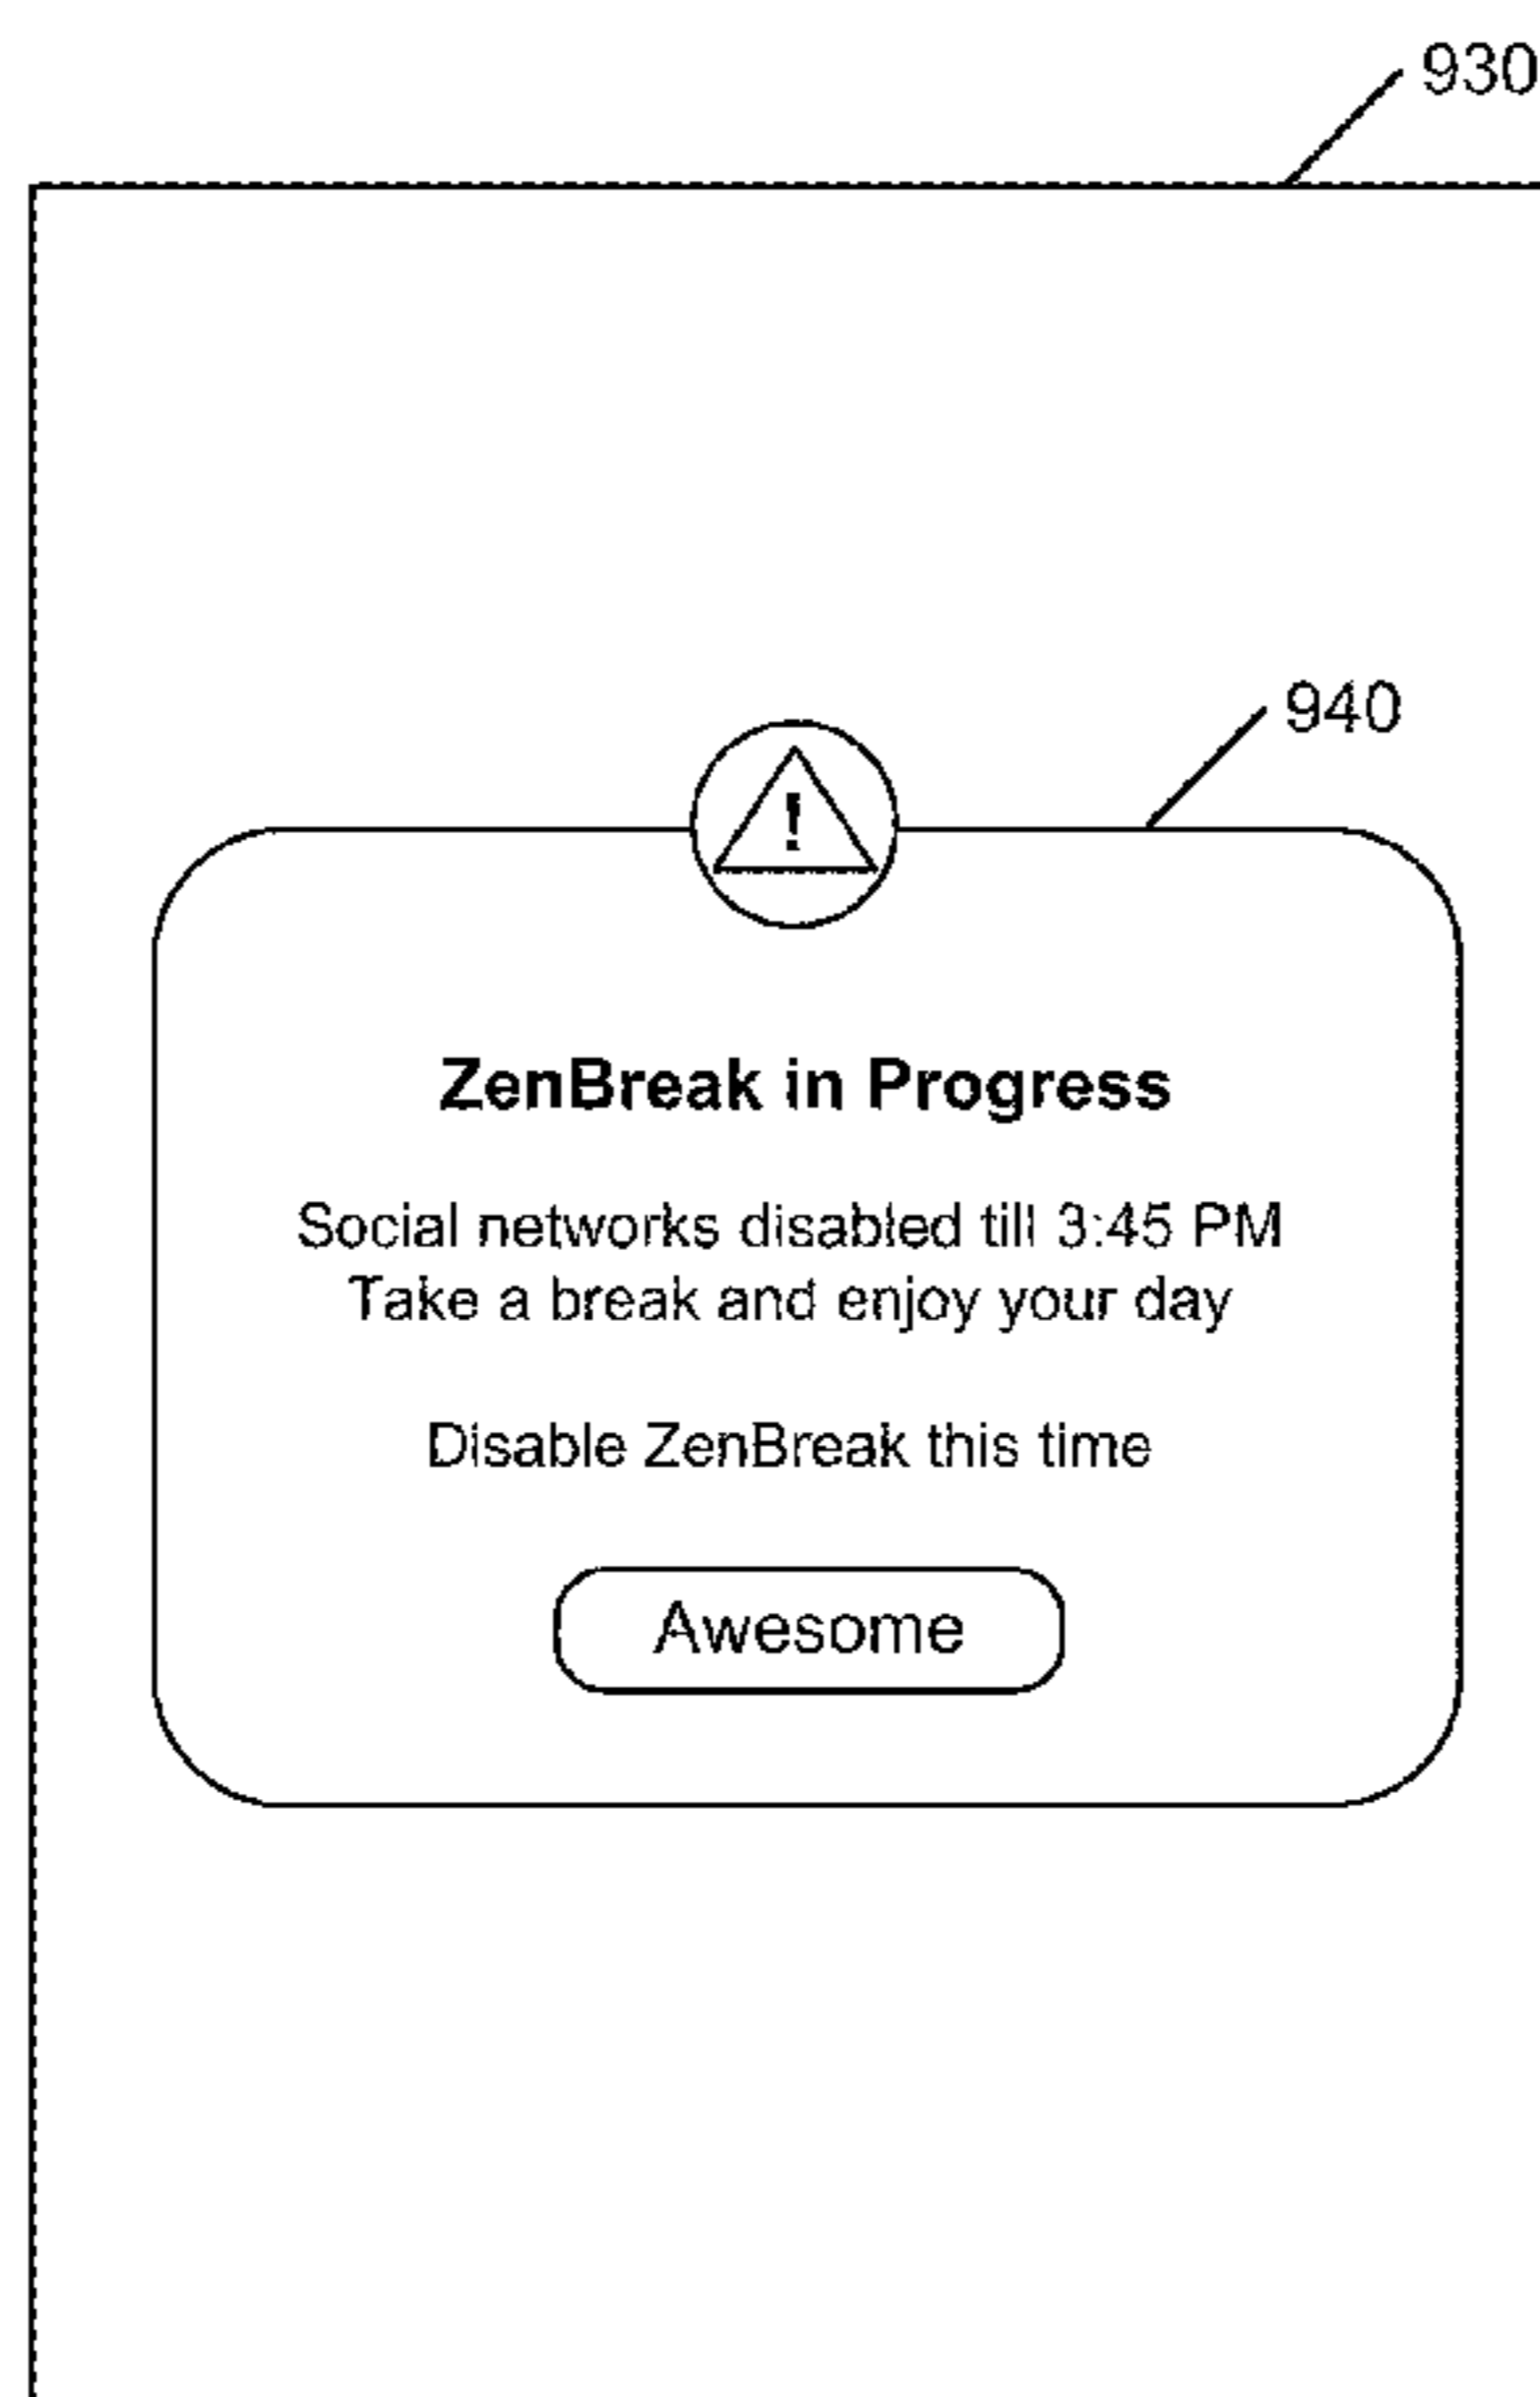 930
940
!
ZenBreak in Progress
Social networks disabled till 3:45 PM
Take a break and enjoy your day
Disable ZenBreak this time
Awesome